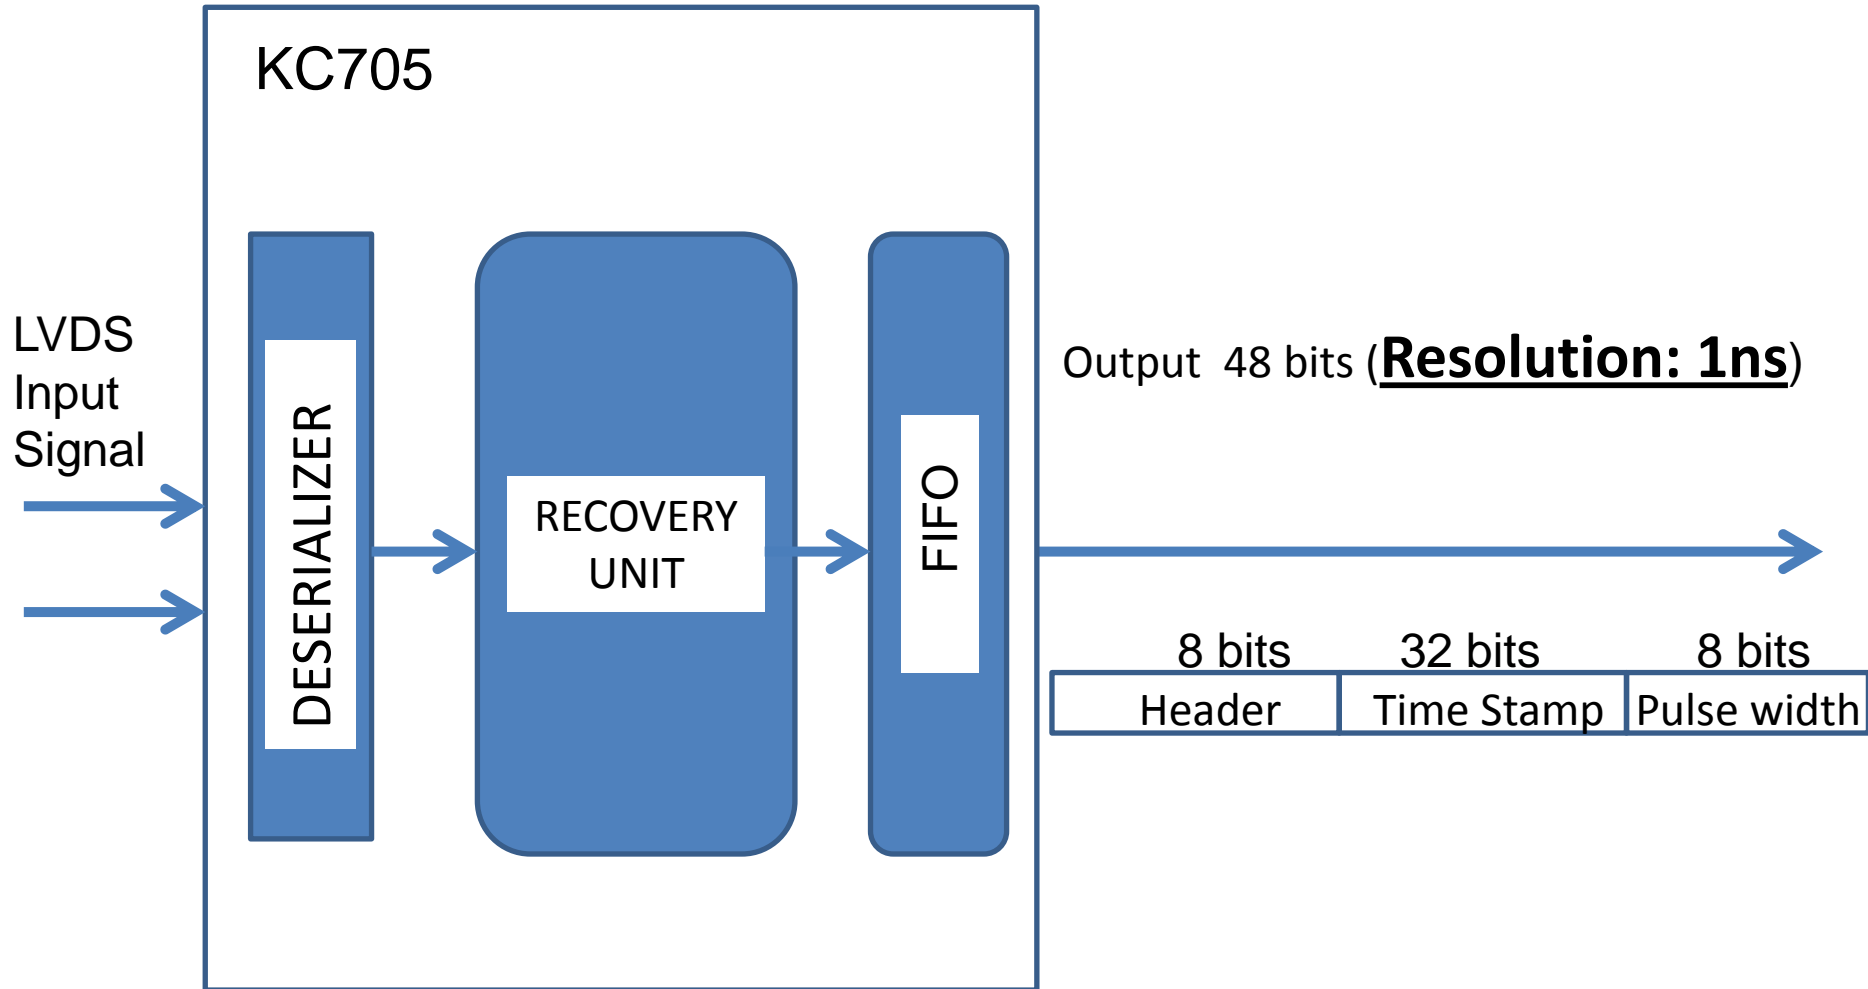 KC705
LVDS
Input
Signal
DESERIALIZER
RECOVERY
UNIT
FIFO
Output 48 bits (Resolution: 1ns)
8 bits 32 bits 8 bits
Header Time Stamp Pulse width